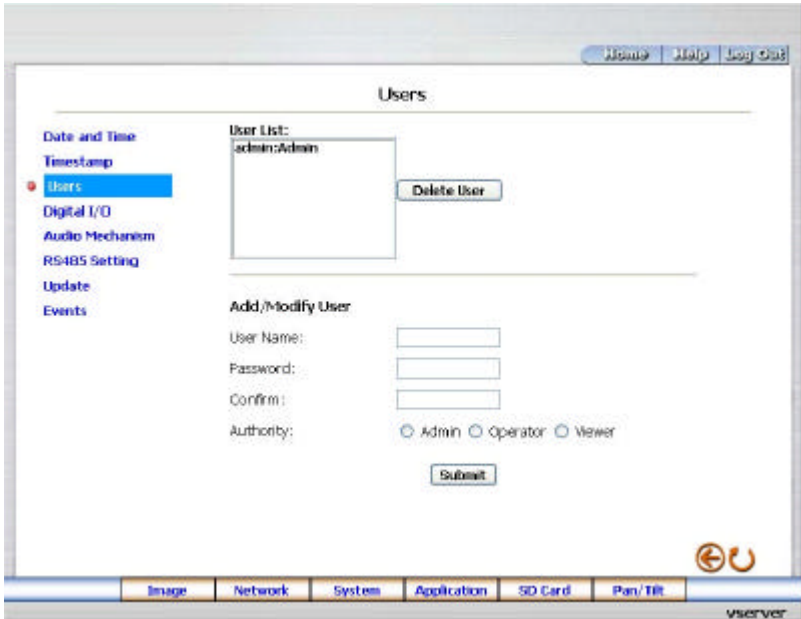 Home Help Log Out
Users
Date and Time
Timestamp
Users
Digital I/O
Audio Mechanism
RS485 Setting
Update
Events
User List:
admin:Admin
Delete User
Add/Modify User
User Name:
Password:
Confirm:
Authority: Admin Operator Viewer
Submit
Image Network System Application SD Card Pan/Tilt
vserver